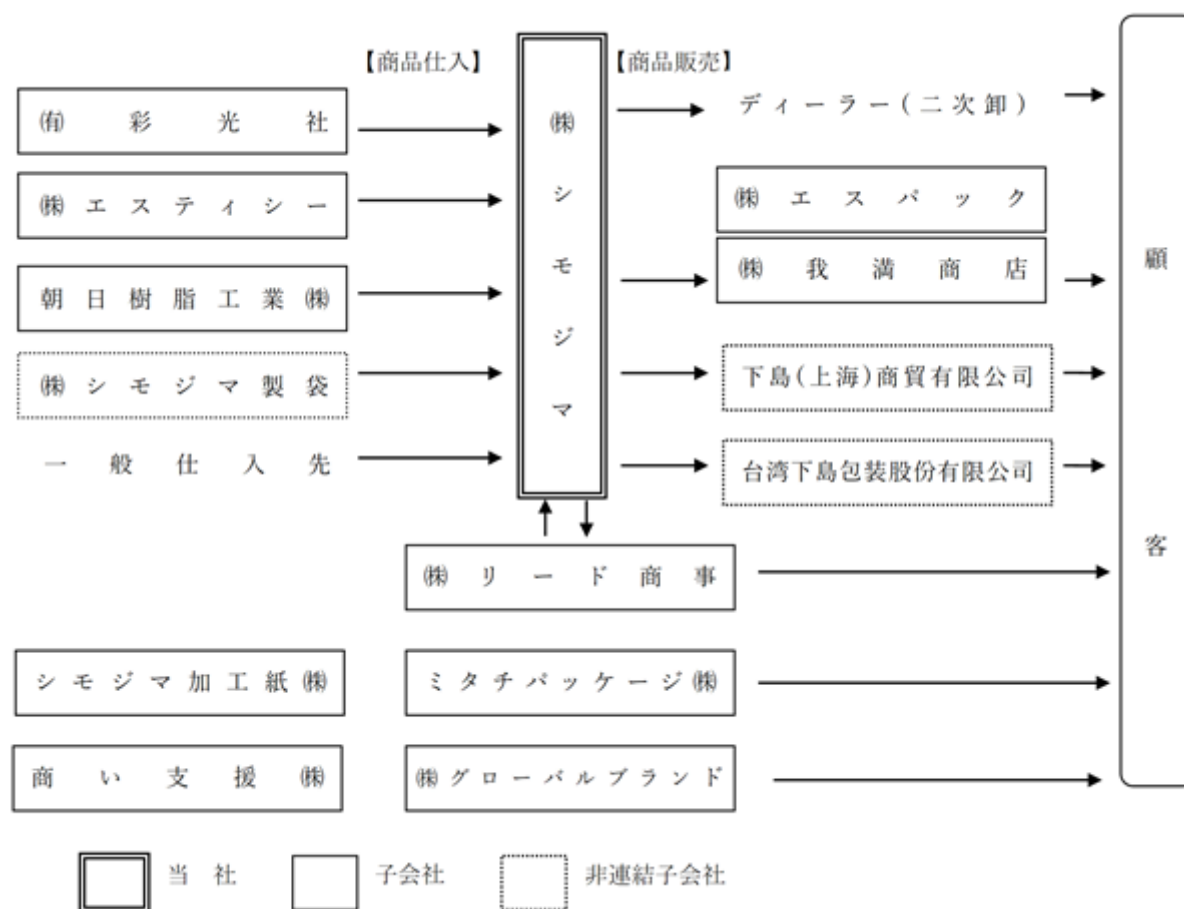 【商品仕入】
【商品販売】
㈲彩光社
㈱エスティシー
朝日樹脂工業㈱
㈱シモジマ製袋
一般仕入先
㈱シモジマ
ディーラー(二次卸)
㈱エスパック
㈱我満商店
下島(上海)商貿有限公司
台湾下島包装股份有限公司
顧客
㈱リード商事
シモジマ加工紙㈱
ミタチパッケージ㈱
商い支援㈱
㈱グローバルブランド
当社
子会社
非連結子会社